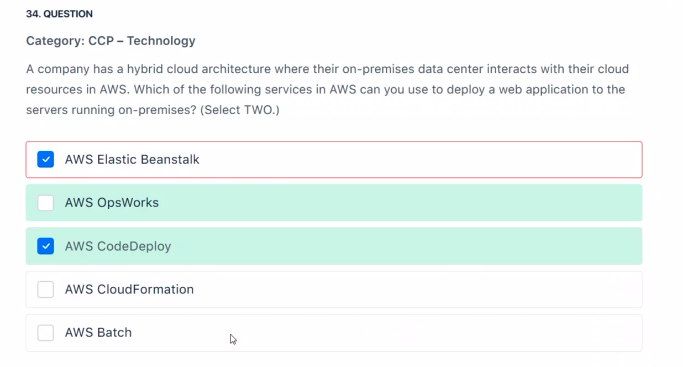 34. QUESTION
Category: CCP – Technology
A company has a hybrid cloud architecture where their on-premises data center interacts with their cloud
resources in AWS. Which of the following services in AWS can you use to deploy a web application to the
servers running on-premises? (Select TWO.)
AWS Elastic Beanstalk
AWS OpsWorks
AWS CodeDeploy
AWS CloudFormation
AWS Batch